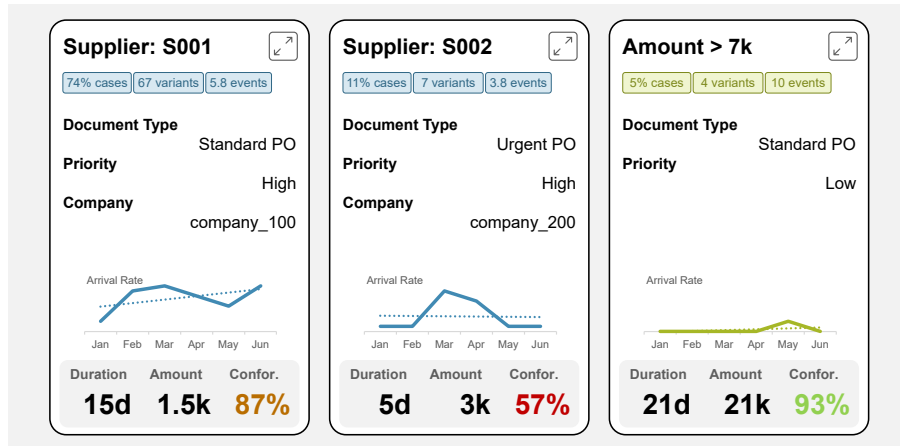 Supplier: S001
74% cases 67 variants 5.8 events
Document Type
Standard PO
Priority
High
Company
company_100
Arrival Rate
Jan Feb Mar Apr May Jun
Duration Amount Confor.
15d 1.5k 87%
Supplier: S002
11% cases 7 variants 3.8 events
Document Type
Urgent PO
Priority
High
Company
company_200
Arrival Rate
Jan Feb Mar Apr May Jun
Duration Amount Confor.
5d 3k 57%
Amount > 7k
5% cases 4 variants 10 events
Document Type
Standard PO
Priority
Low
Arrival Rate
Jan Feb Mar Apr May Jun
Duration Amount Confor.
21d 21k 93%